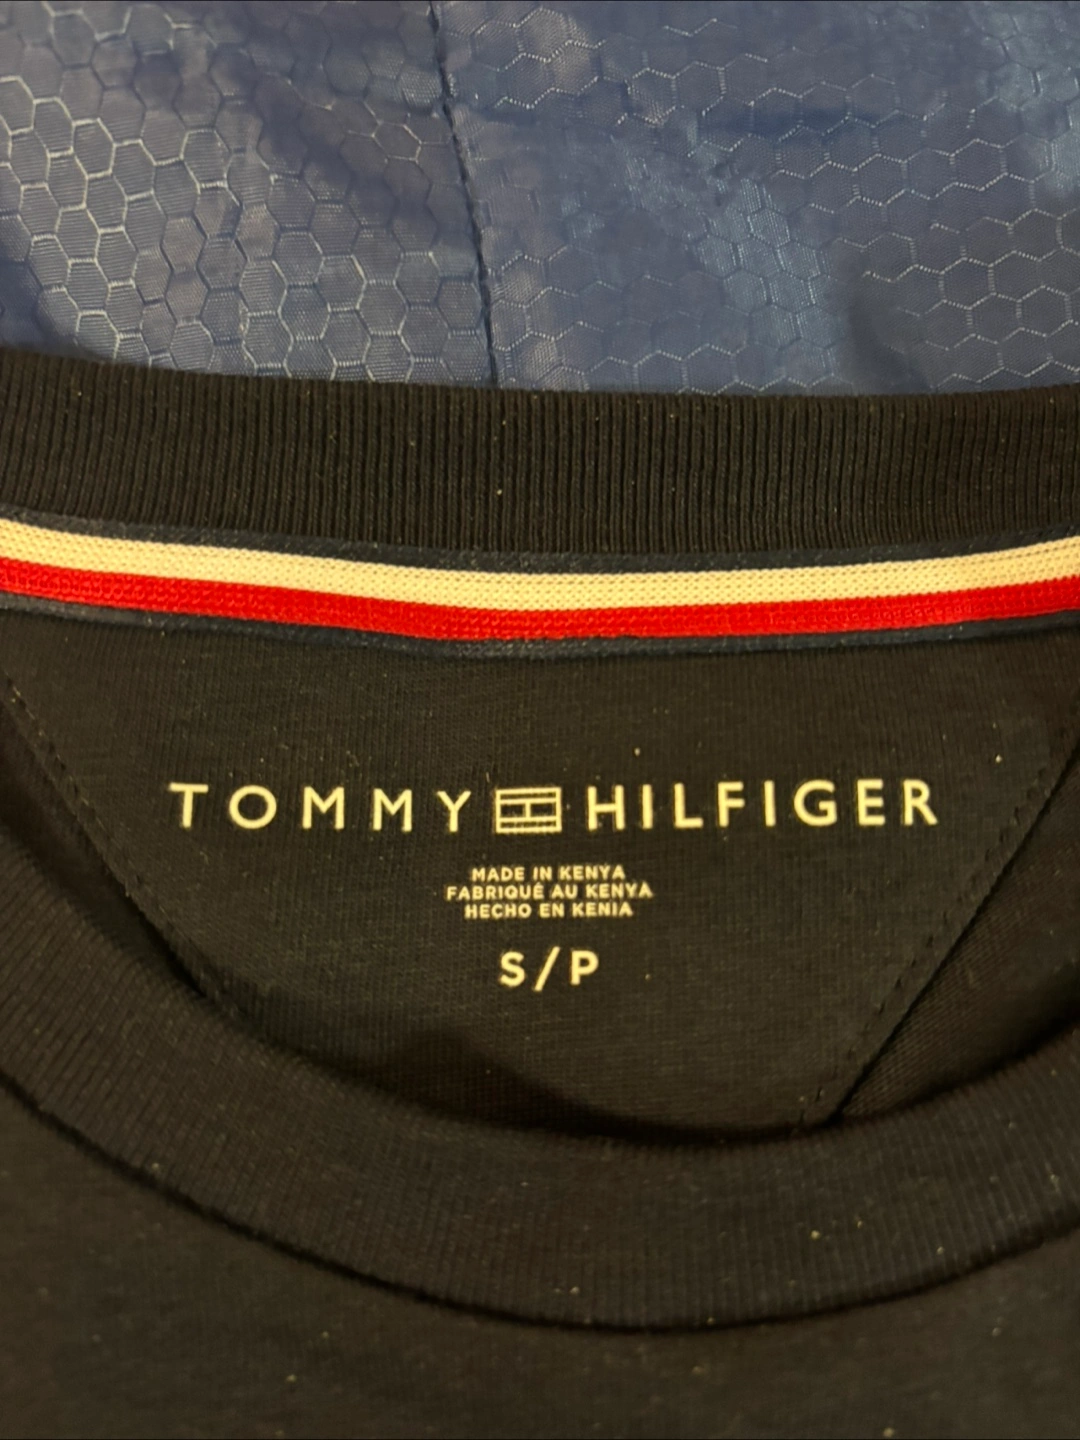 TOMMY HILFIGER
MADE IN KENYA
FABRIQUÉ AU KENYA
HECHO EN KENIA
S/P